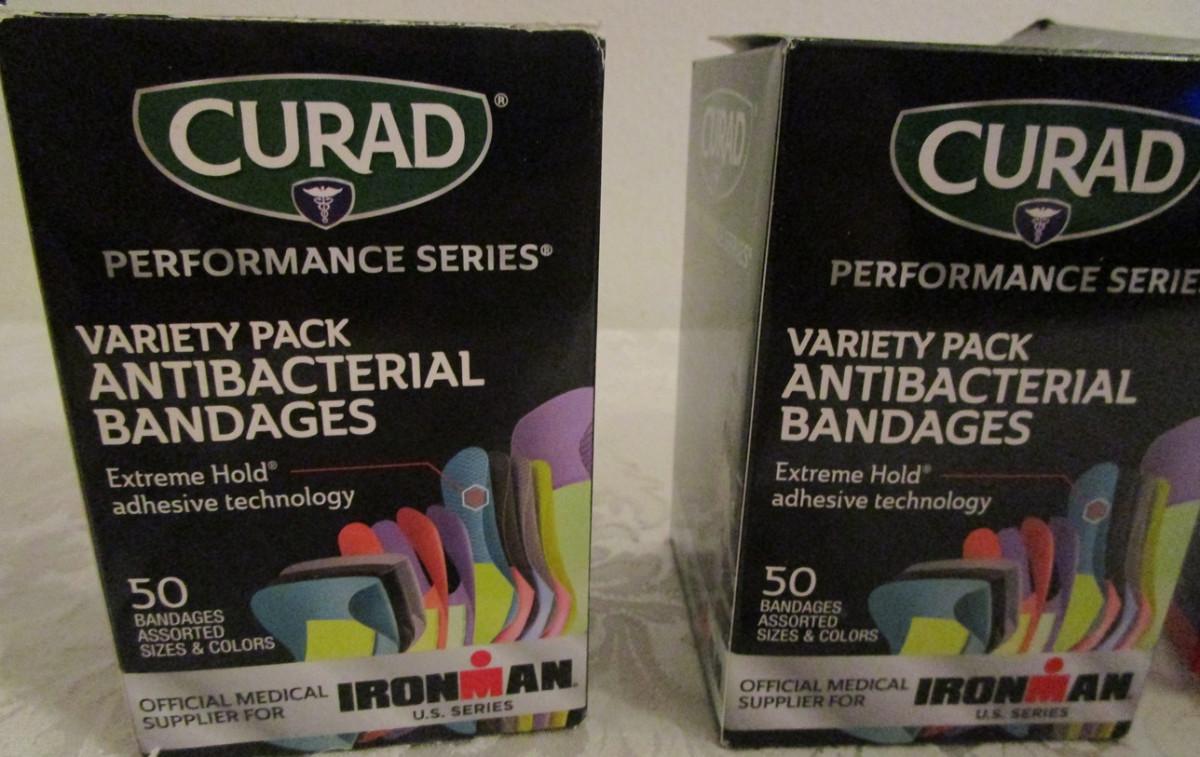 CURAD®
PERFORMANCE SERIES®
VARIETY PACK
ANTIBACTERIAL
BANDAGES
Extreme Hold®
adhesive technology
50
BANDAGES
ASSORTED
SIZES & COLORS
OFFICIAL MEDICAL
SUPPLIER FOR
IRONMAN
U.S. SERIES
CURAD
CURAD
PERFORMANCE SERIE
VARIETY PACK
ANTIBACTERIAL
BANDAGES
Extreme Hold®
adhesive technology
50
BANDAGES
ASSORTED
SIZES & COLORS
OFFICIAL MEDICAL
SUPPLIER FOR
IRONMAN
U.S. SERIES